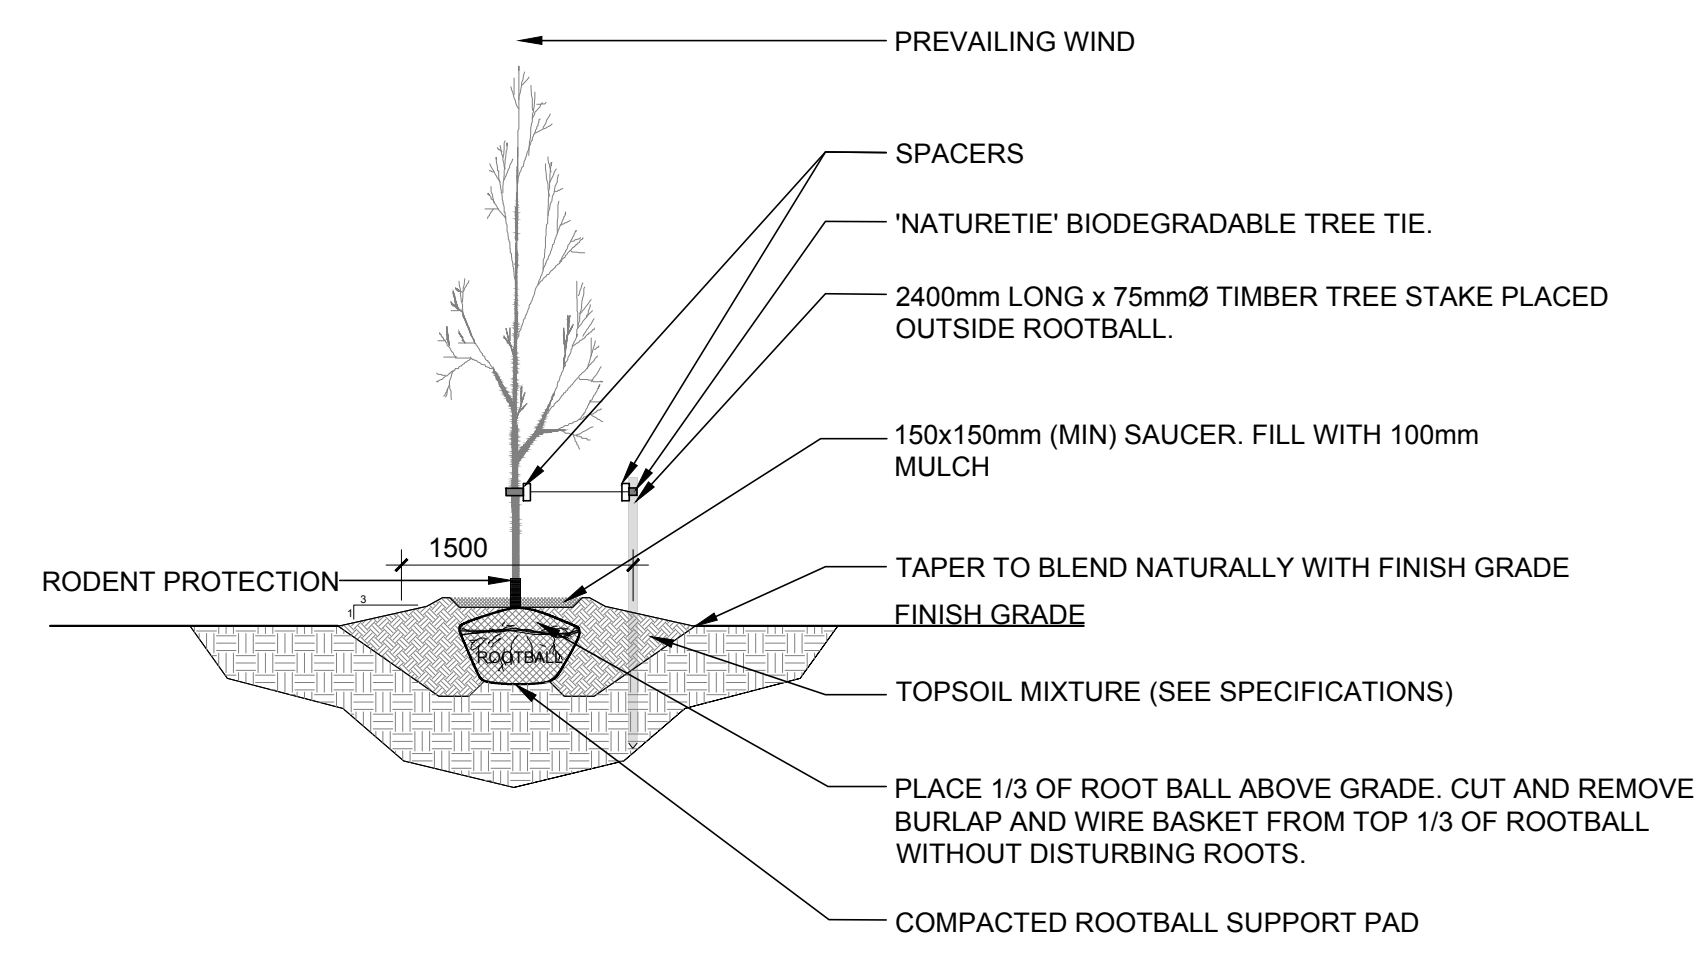 PREVAILING WIND
SPACERS
'NATURETIE' BIODEGRADABLE TREE TIE.
2400mm LONG x 75mmØ TIMBER TREE STAKE PLACED
OUTSIDE ROOTBALL.
150x150mm (MIN) SAUCER. FILL WITH 100mm
MULCH
1500
TAPER TO BLEND NATURALLY WITH FINISH GRADE
RODENT PROTECTION
3
1
FINISH GRADE
ROOTBALL
TOPSOIL MIXTURE (SEE SPECIFICATIONS)
PLACE 1/3 OF ROOT BALL ABOVE GRADE. CUT AND REMOVE
BURLAP AND WIRE BASKET FROM TOP 1/3 OF ROOTBALL
WITHOUT DISTURBING ROOTS.
COMPACTED ROOTBALL SUPPORT PAD